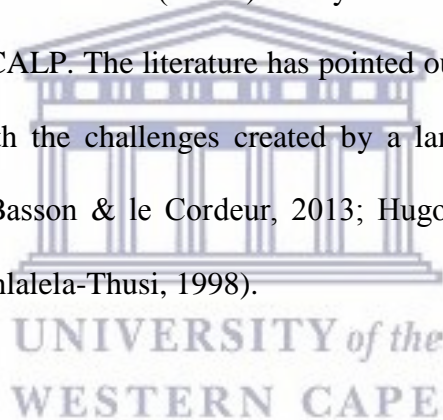 CALP. The literature has pointed ou
the challenges created by a lan
Basson & le Cordeur, 2013; Hugo
nlalela-Thusi, 1998).
UNIVERSITY of the
WESTERN CAPE